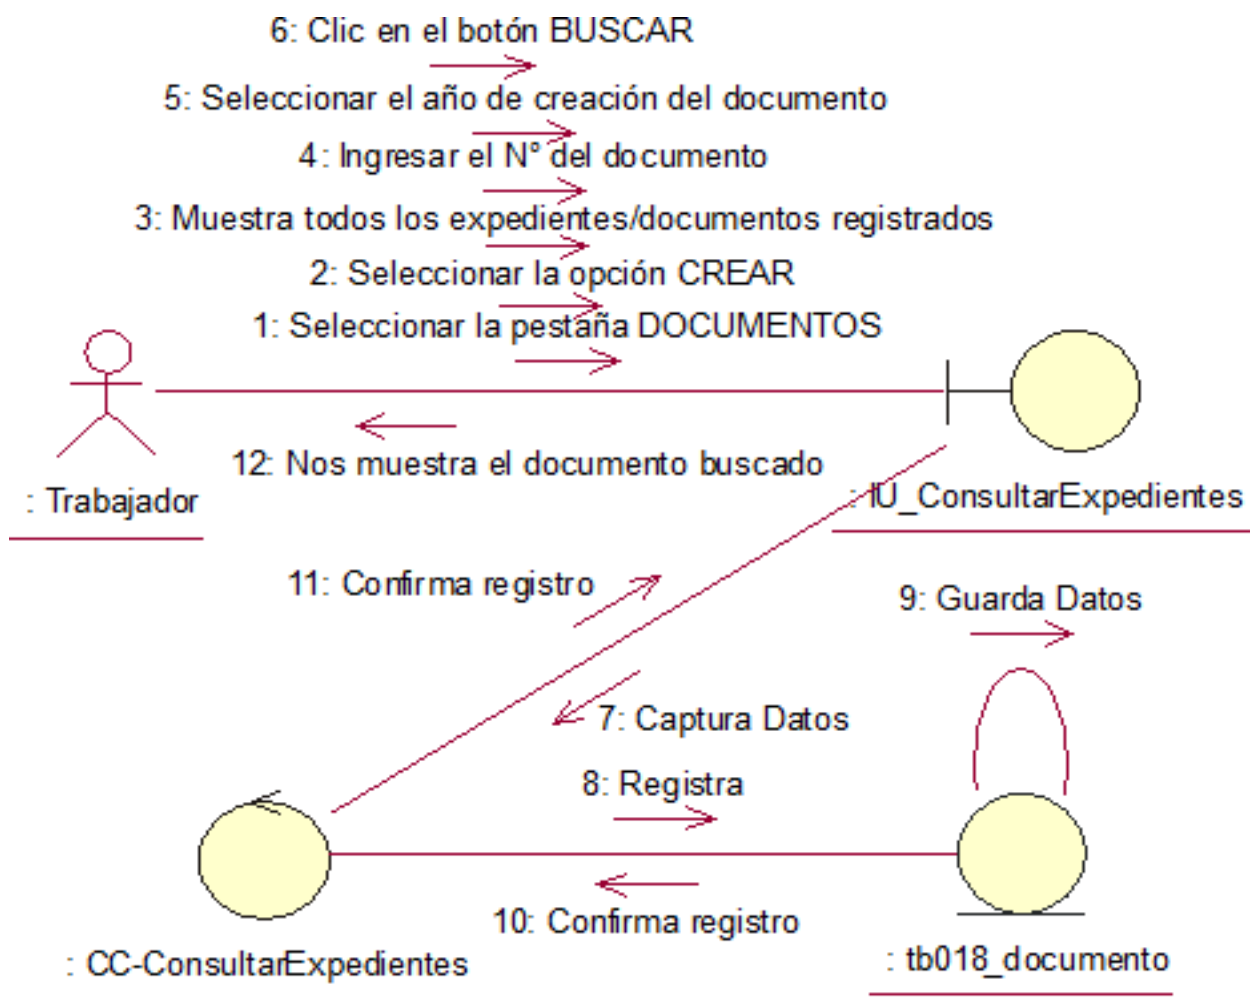 6: Clic en el botón BUSCAR
5: Seleccionar el año de creación del documento
4: Ingresar el N° del documento
3: Muestra todos los expedientes/documentos registrados
2: Seleccionar la opción CREAR
1: Seleccionar la pestaña DOCUMENTOS
12: Nos muestra el documento buscado
: Trabajador
: IU_ConsultarExpedientes
11: Confirma registro
9: Guarda Datos
7: Captura Datos
8: Registra
10: Confirma registro
: CC-ConsultarExpedientes
: tb018_documento